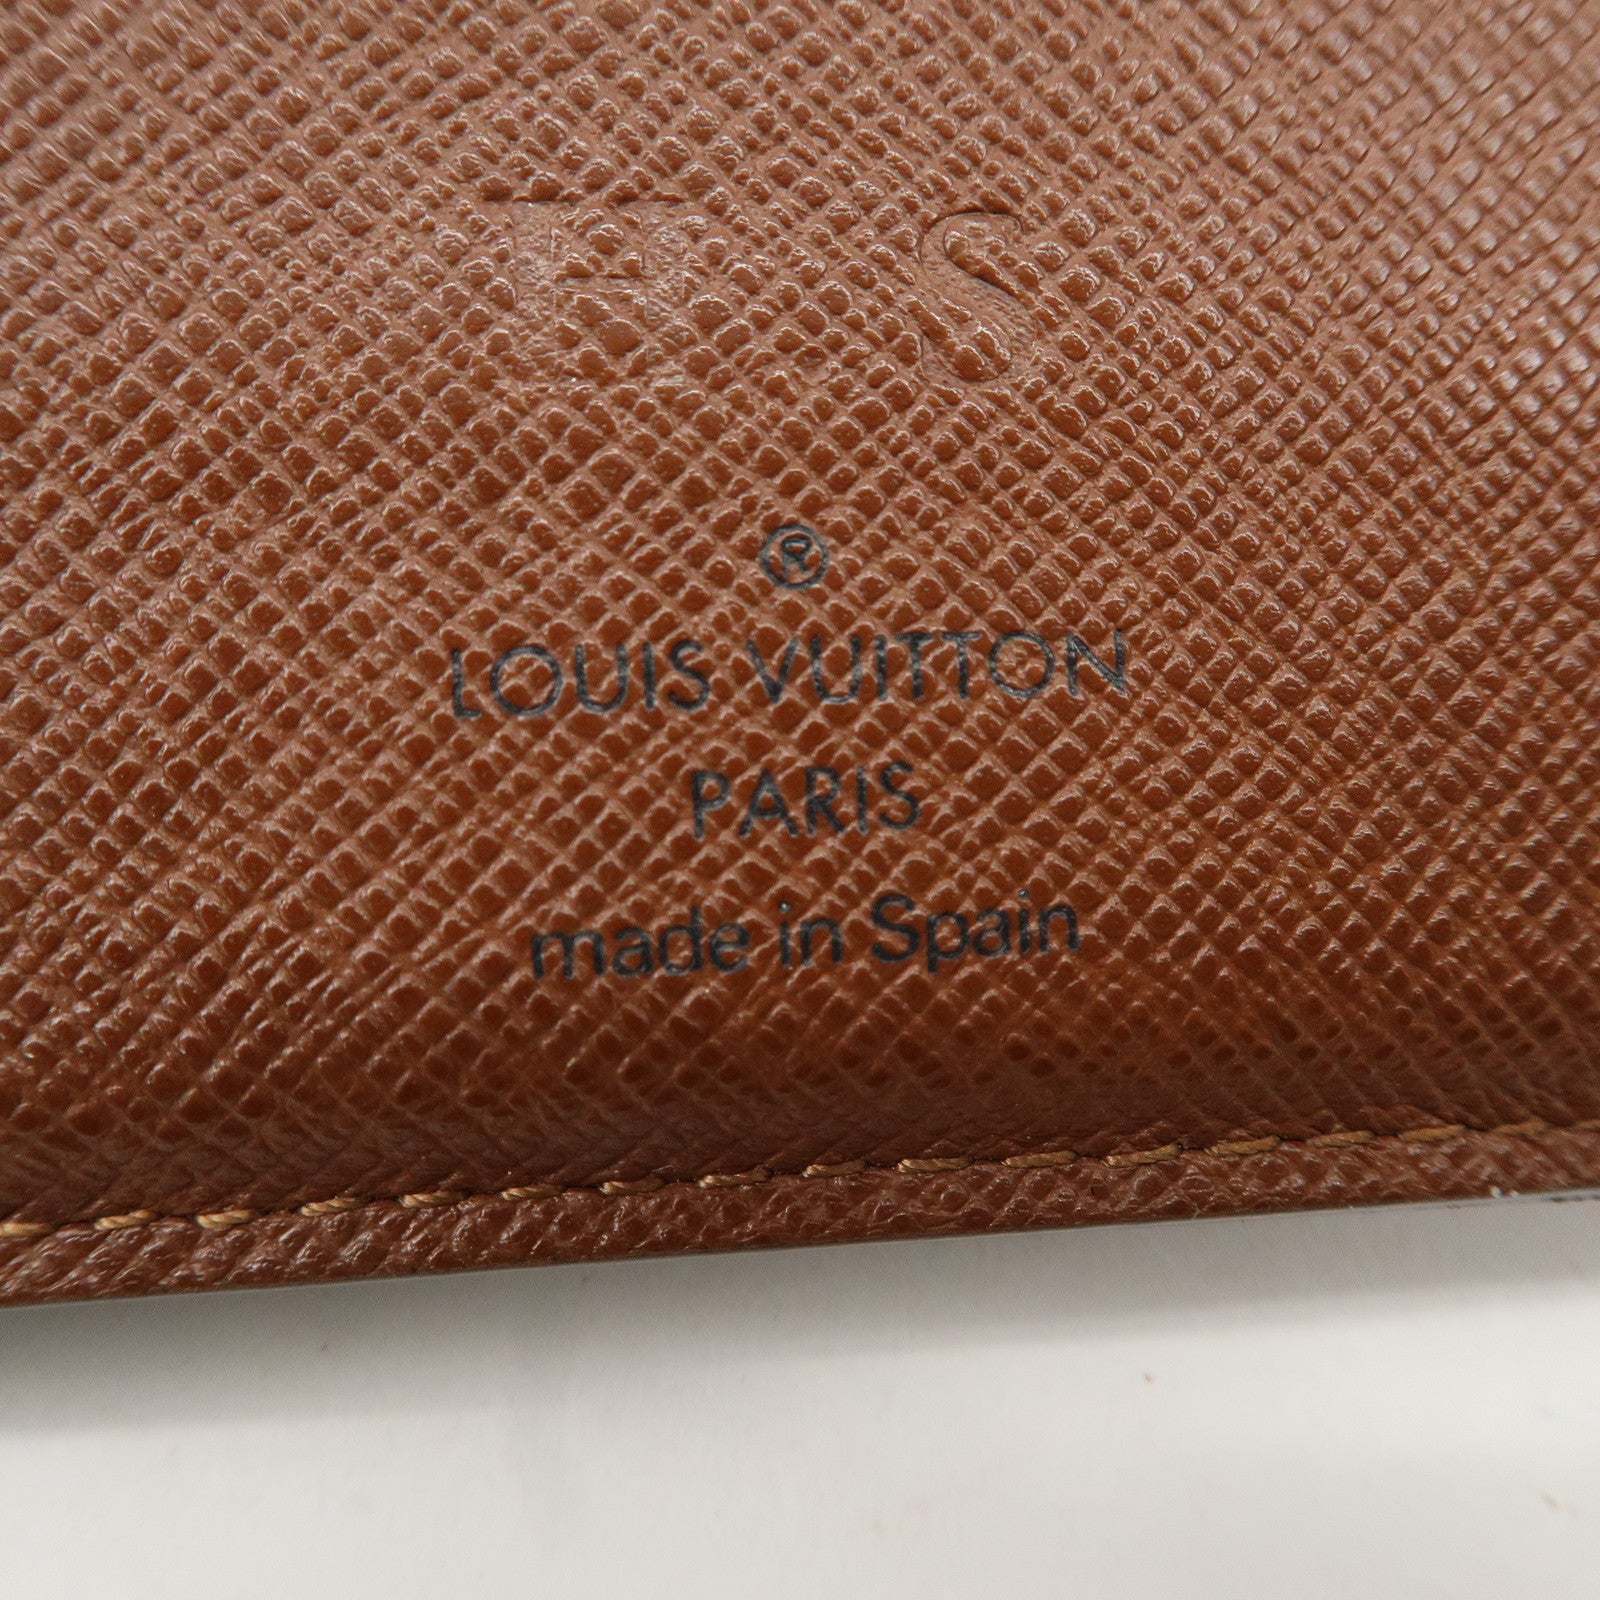 ®
LOUIS VUITTON
PARIS
made in Spain